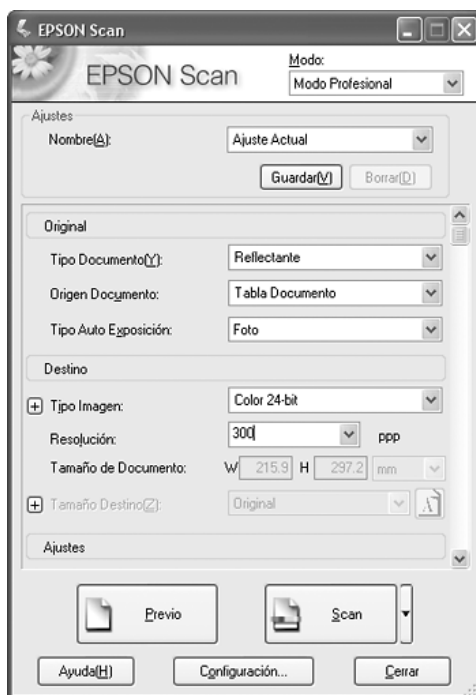 EPSON Scan
EPSON Scan
Modo:
Modo Profesional
Ajustes
Nombre(A):
Ajuste Actual
Guardar(V)
Borrar(D)
Original
Tipo Documento(Y):
Reflectante
Origen Documento:
Tabla Documento
Tipo Auto Exposición:
Foto
Destino
Tipo Imagen:
Color 24-bit
Resolución:
300
ppp
Tamaño de Documento:
W 215.9 H 297.2 mm
Tamaño Destino(Z):
Original
A
Ajustes
Previo
Scan
Ayuda(H)
Configuración...
Cerrar